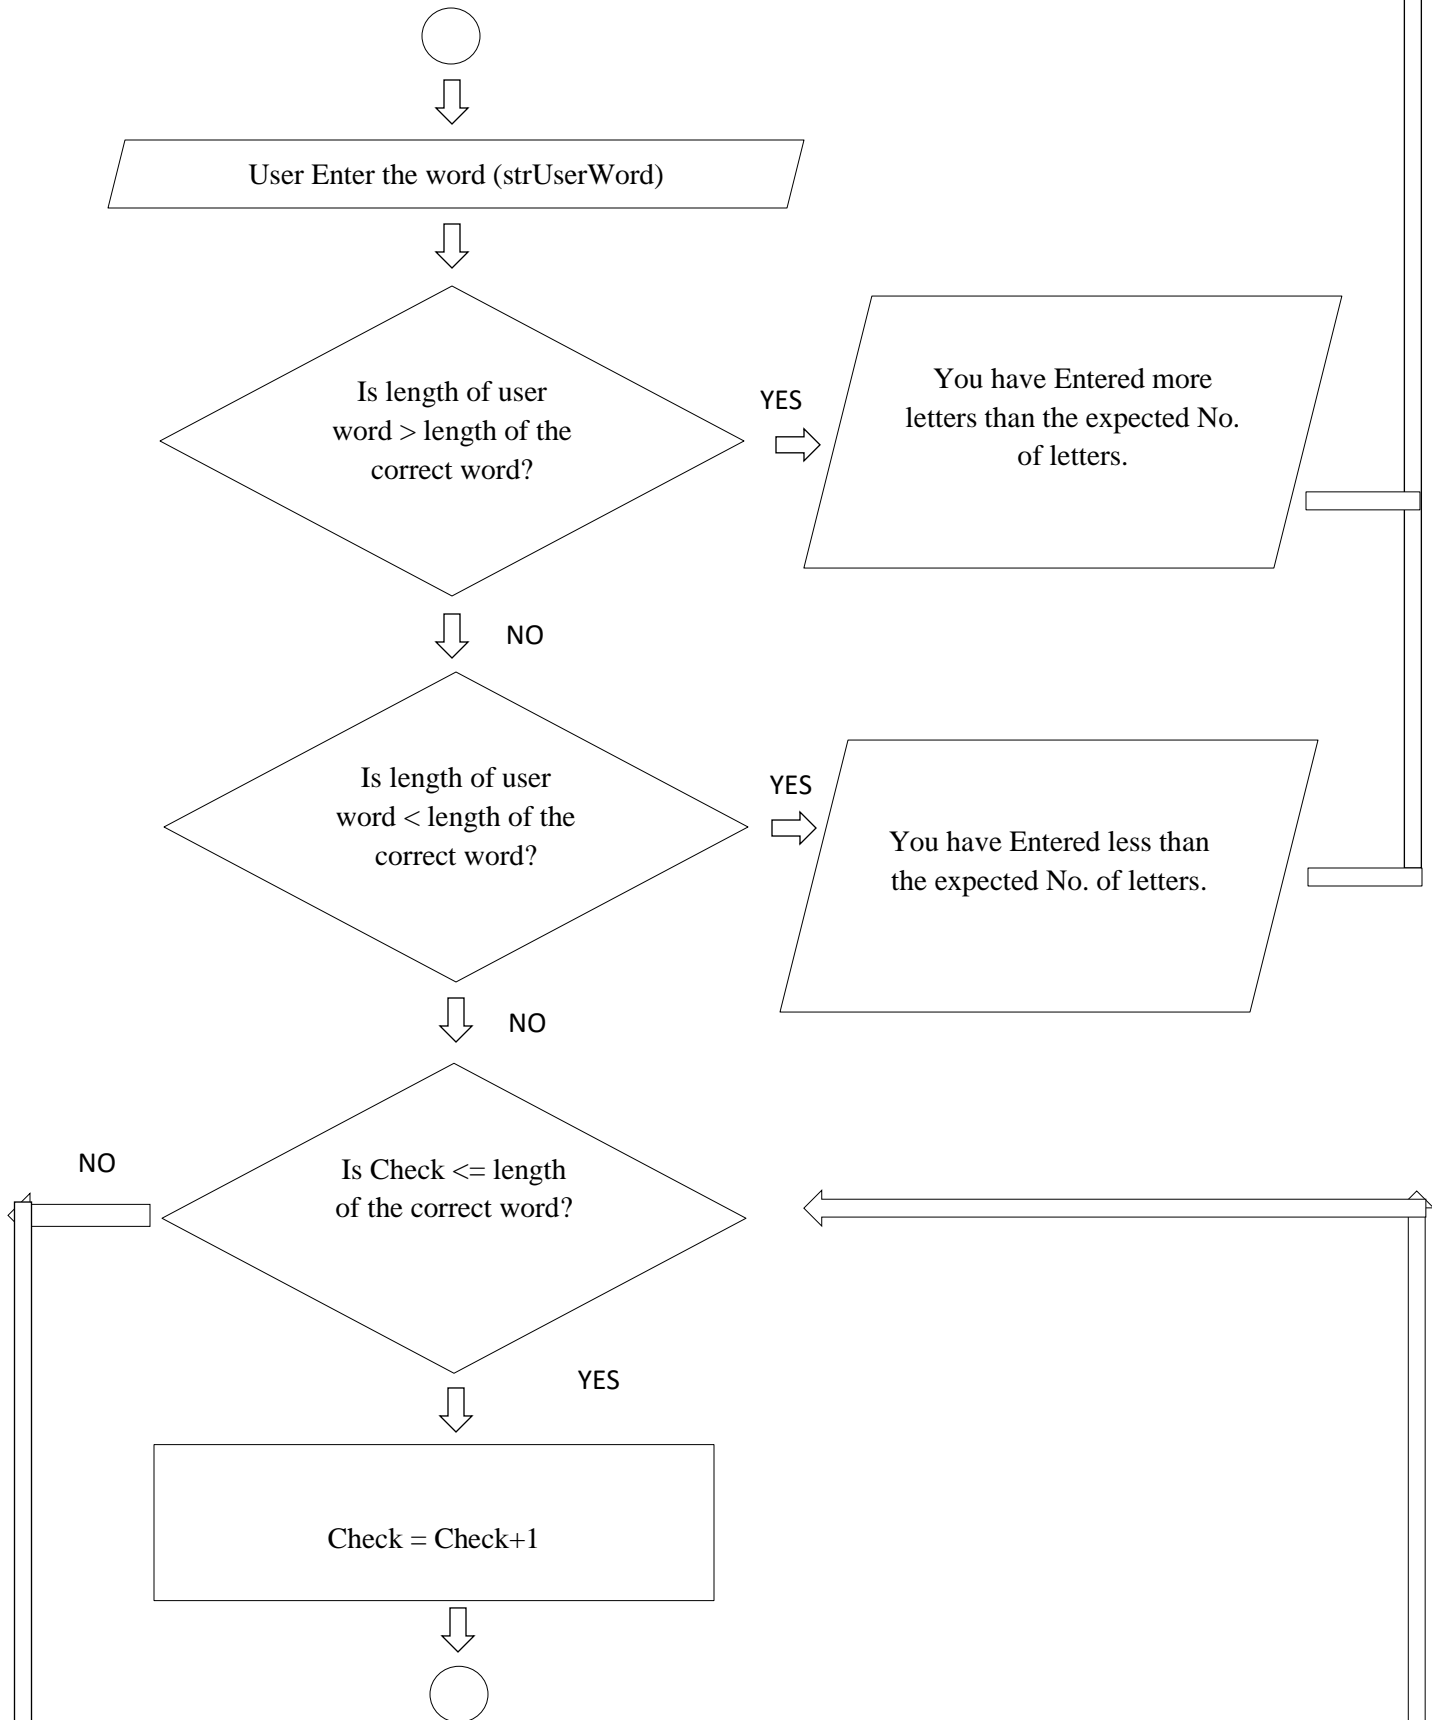 User Enter the word (strUserWord)
Is length of user
word > length of the
correct word?
YES
You have Entered more
letters than the expected No.
of letters.
NO
Is length of user
word < length of the
correct word?
YES
You have Entered less than
the expected No. of letters.
NO
NO
Is Check <= length
of the correct word?
YES
Check = Check+1